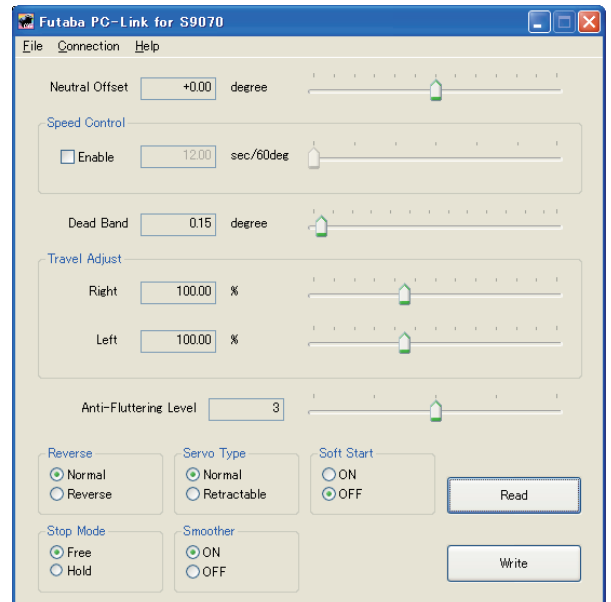 Futaba PC-Link for S9070
File Connection Help
Neutral Offset +0.00 degree
Speed Control
Enable 12.00 sec/60deg
Dead Band 0.15 degree
Travel Adjust
Right 100.00 %
Left 100.00 %
Anti-Fluttering Level 3
Reverse Servo Type Soft Start
Normal Normal ON
Reverse Retractable OFF Read
Stop Mode Smoother
Free ON
Hold OFF Write